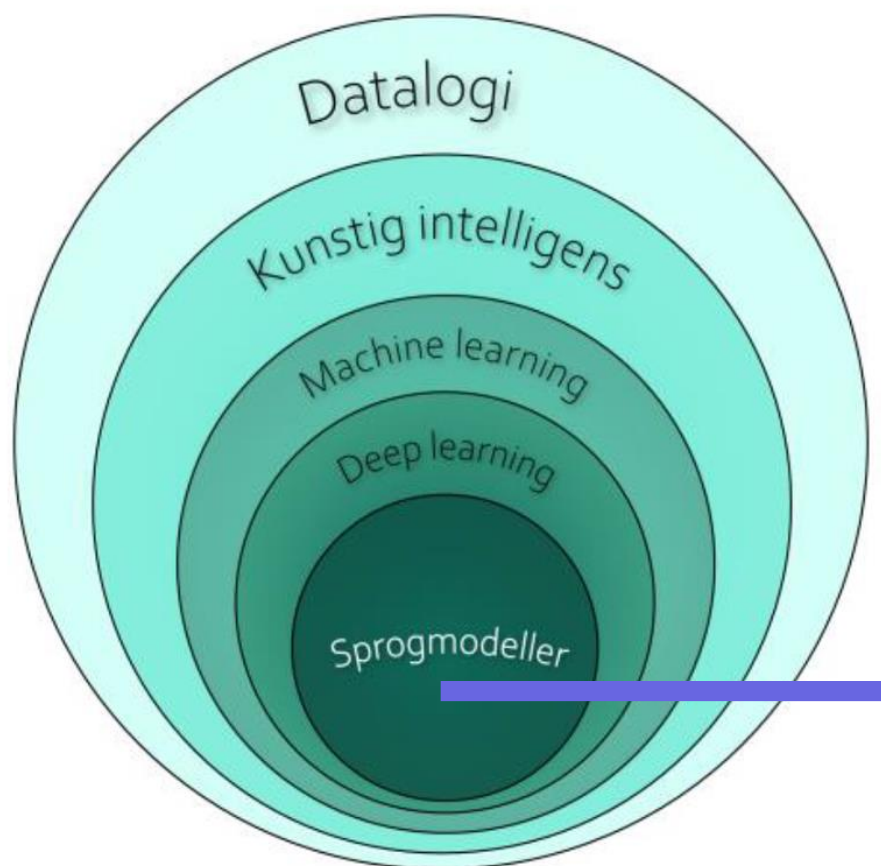 Datalogi
Kunstig intelligens
Machine learning
Deep learning
Sprogmodeller